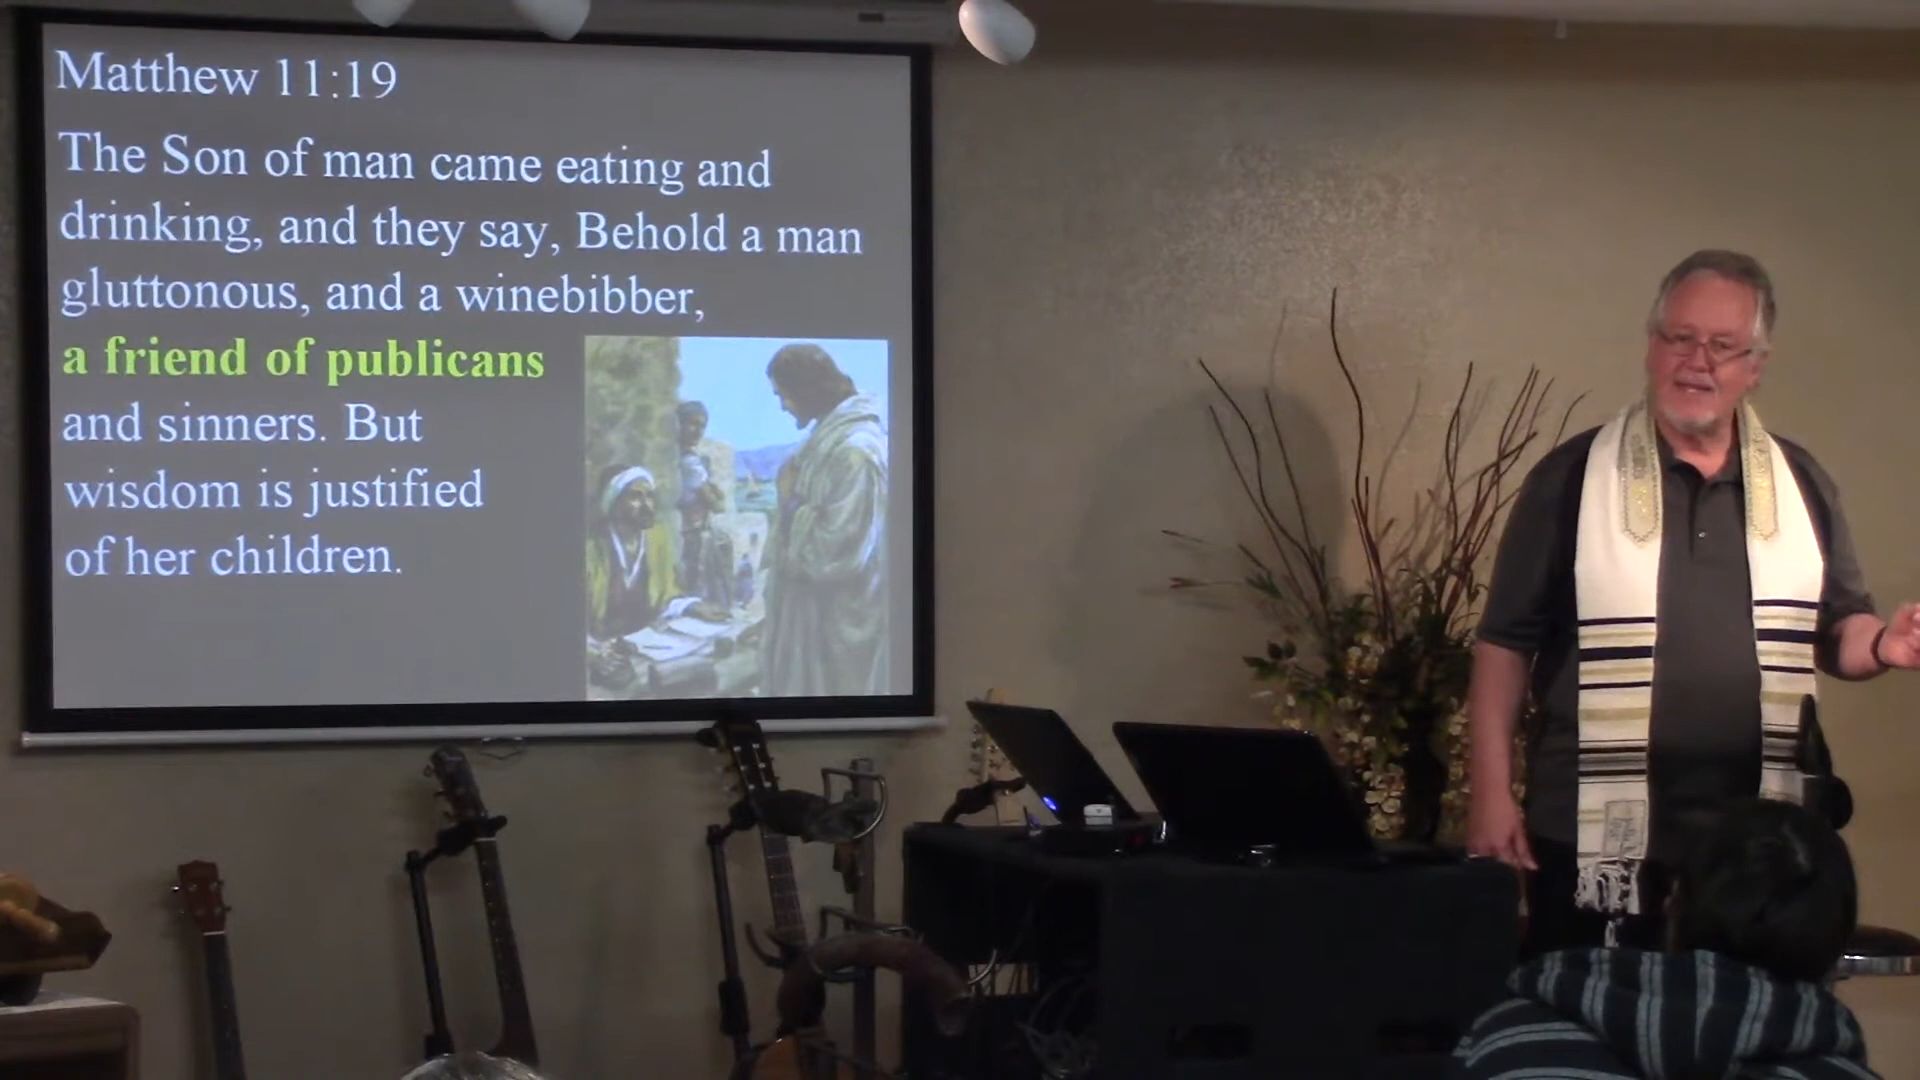 Matthew 11:19
The Son of man came eating and
drinking, and they say, Behold a man
gluttonous, and a winebibber,
a friend of publicans
and sinners. But
wisdom is justified
of her children.